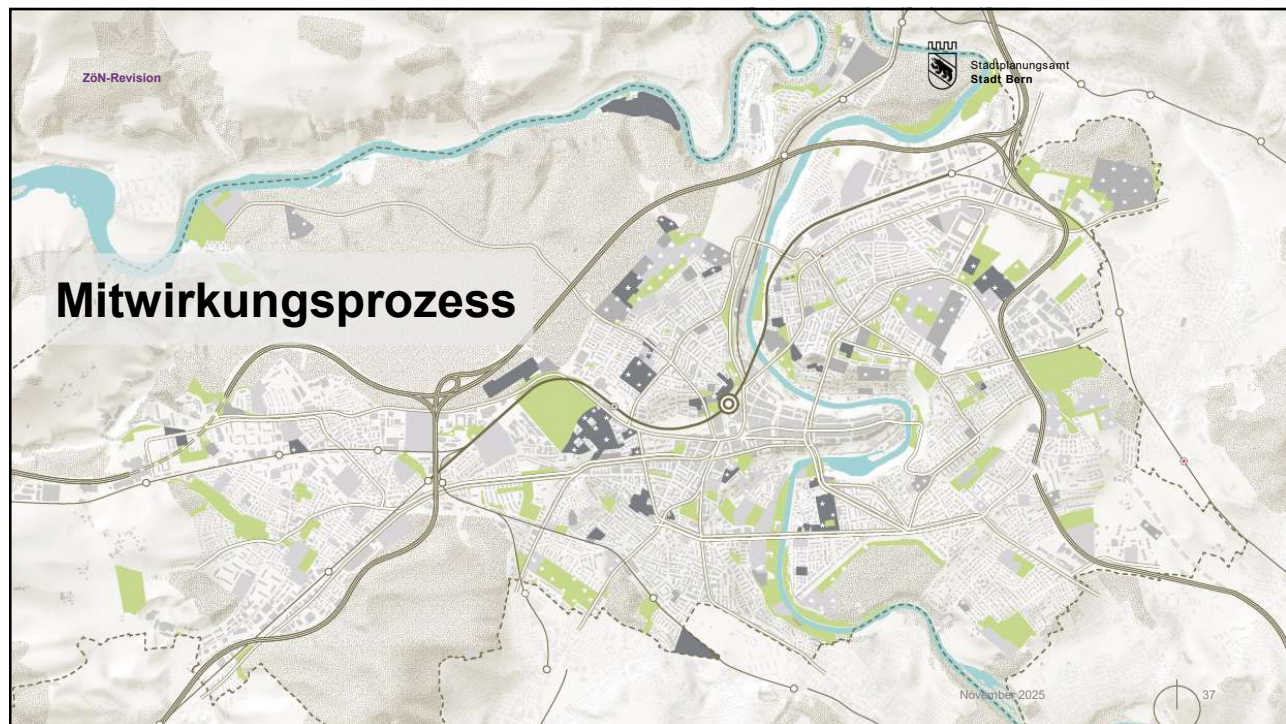 ZöN-Revision
Stadtplanungsamt
Stadt Bern
Mitwirkungsprozess
November 2025
37